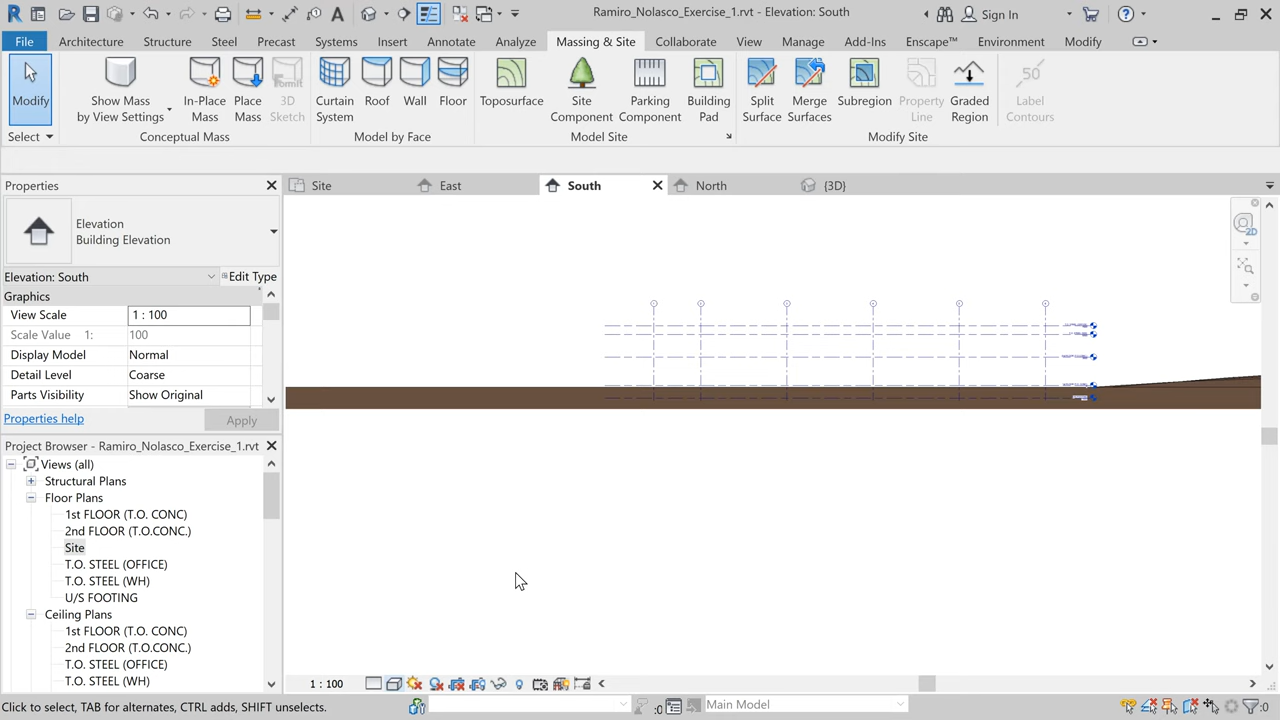 Ramiro_Nolasco_Exercise_1.rvt - Elevation: South
Sign In
File Architecture Structure Steel Precast Systems Insert Annotate Analyze Massing & Site Collaborate View Manage Add-Ins Enscape™ Environment Modify
Modify
Show Mass
by View Settings
In-Place
Mass
Place
Mass
3D
Sketch
Curtain
System
Roof
Wall
Floor
Toposurface
Site
Component
Parking
Component
Building
Pad
Split
Surface
Merge
Surfaces
Subregion
Property
Line
Graded
Region
50
Label
Contours
Select
Conceptual Mass
Model by Face
Model Site
Modify Site
Properties
Site
East
South
North
{3D}
Elevation
Building Elevation
Elevation: South
Edit Type
Graphics
View Scale 1 : 100
Scale Value 1: 100
Display Model Normal
Detail Level Coarse
Parts Visibility Show Original
Properties help
Apply
Project Browser - Ramiro_Nolasco_Exercise_1.rvt
Views (all)
Structural Plans
Floor Plans
1st FLOOR (T.O. CONC)
2nd FLOOR (T.O.CONC.)
Site
T.O. STEEL (OFFICE)
T.O. STEEL (WH)
U/S FOOTING
Ceiling Plans
1st FLOOR (T.O. CONC)
2nd FLOOR (T.O.CONC.)
T.O. STEEL (OFFICE)
T.O. STEEL (WH)
2D
1 : 100
Click to select, TAB for alternates, CTRL adds, SHIFT unselects.
:0
Main Model
:0